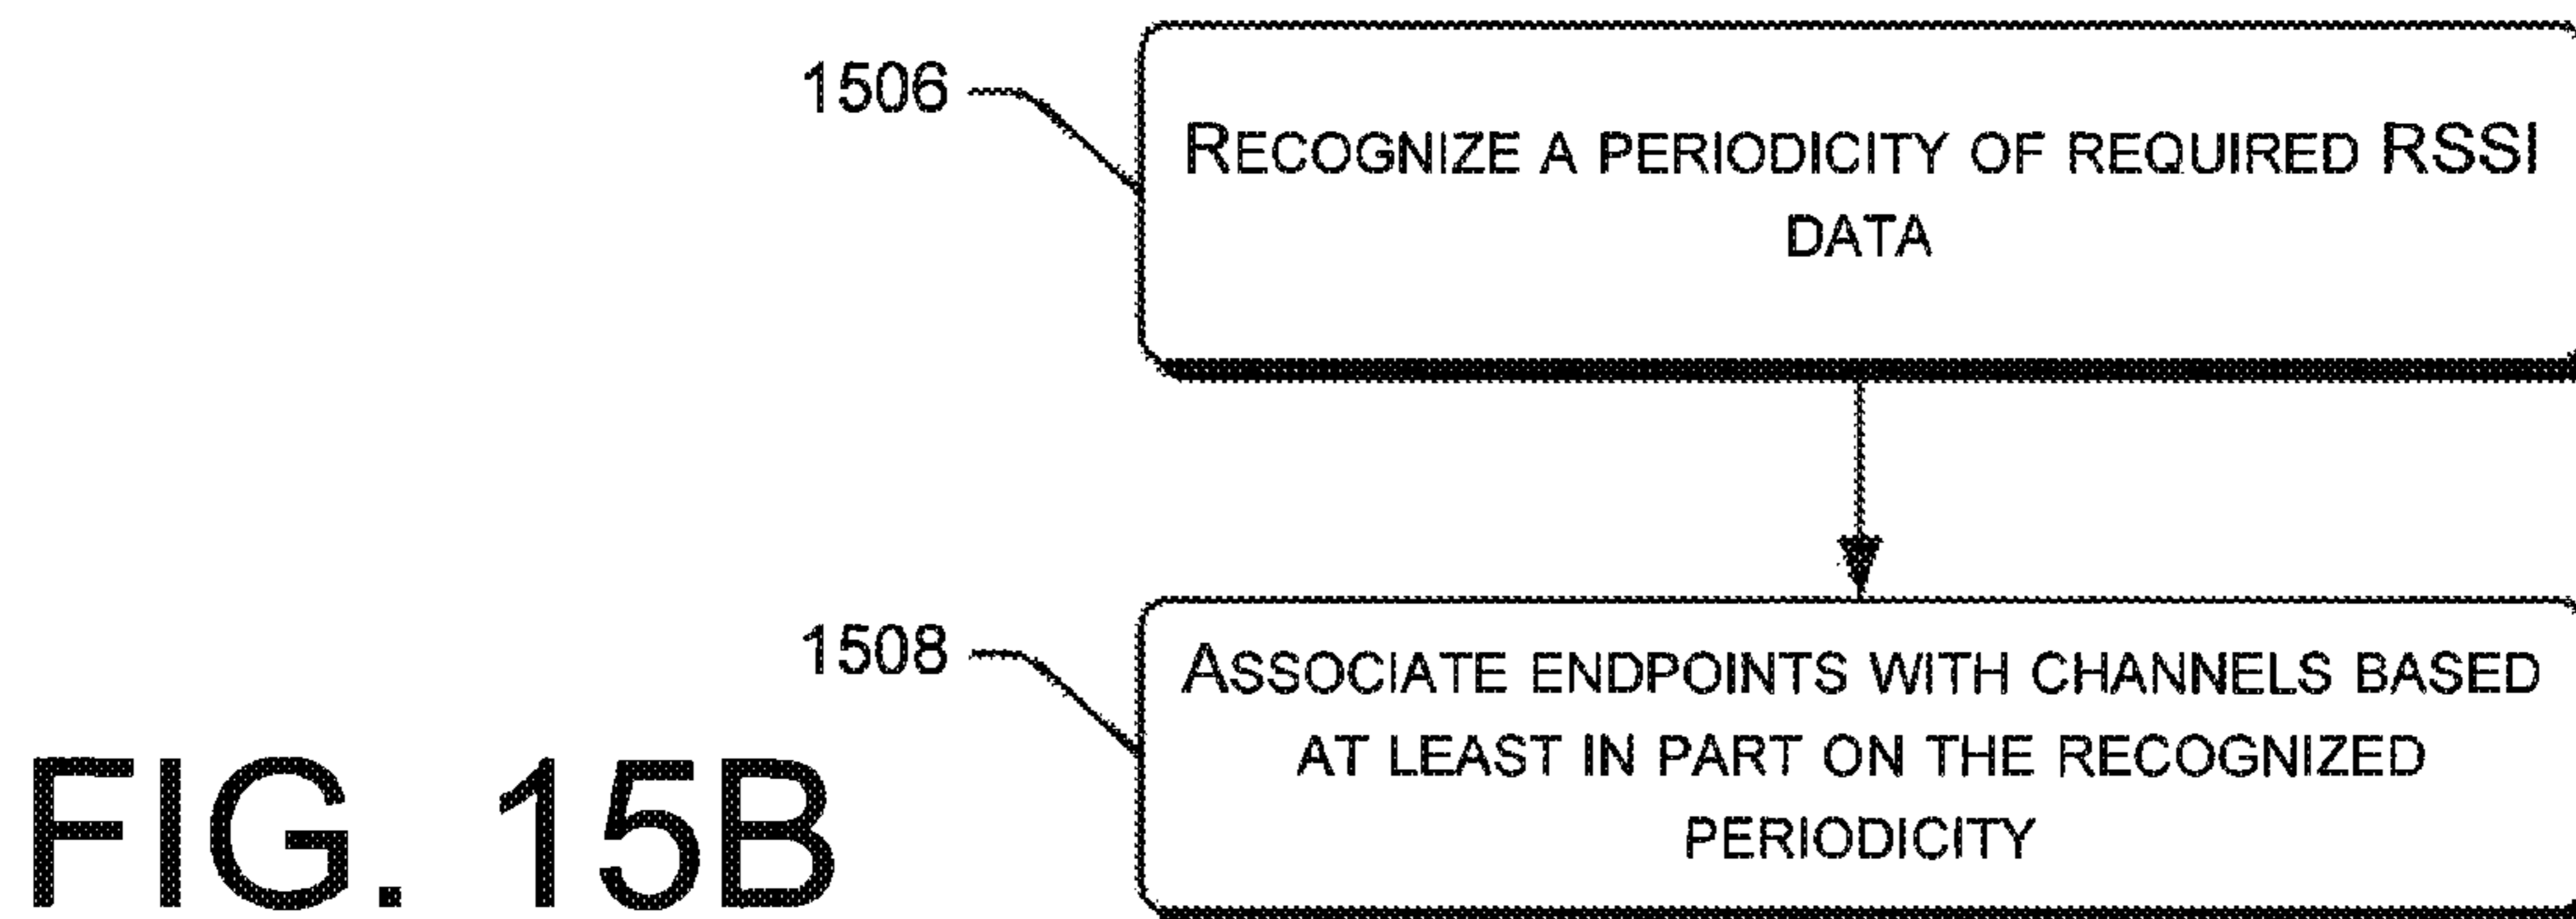 1506
RECOGNIZE A PERIODICITY OF REQUIRED RSSI
DATA
1508
ASSOCIATE ENDPOINTS WITH CHANNELS BASED
AT LEAST IN PART ON THE RECOGNIZED
PERIODICITY
FIG. 15B